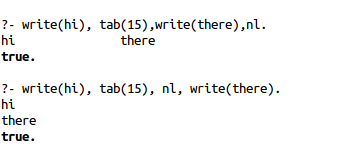 ?- write(hi), tab(15),write(there),nl.
hi               there
true.
?- write(hi), tab(15), nl, write(there).
hi
there
true.